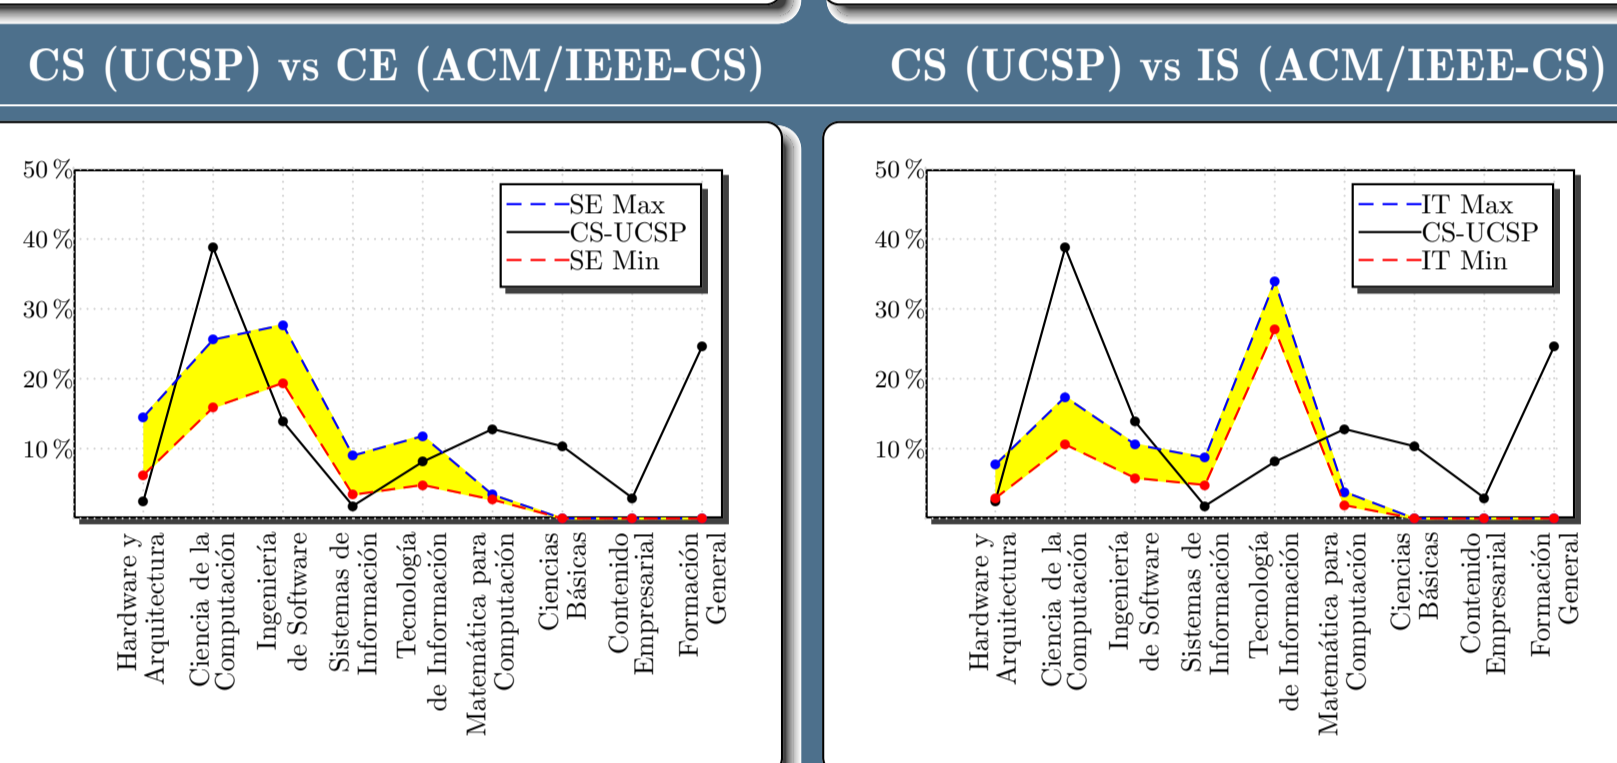 CS (UCSP) vs CE (ACM/IEEE-CS)
50 %
40 %
30 %
20 %
10 %
SE Max
CS-UCSP
SE Min
Hardware y
Arquitectura
Ciencia de la
Computación
Ingeniería
de Software
Sistemas de
Información
Tecnología
de Información
Matemática para
Computación
Ciencias
Básicas
Contenido
Empresarial
Formación
General
CS (UCSP) vs IS (ACM/IEEE-CS)
50 %
40 %
30 %
20 %
10 %
IT Max
CS-UCSP
IT Min
Hardware y
Arquitectura
Ciencia de la
Computación
Ingeniería
de Software
Sistemas de
Información
Tecnología
de Información
Matemática para
Computación
Ciencias
Básicas
Contenido
Empresarial
Formación
General